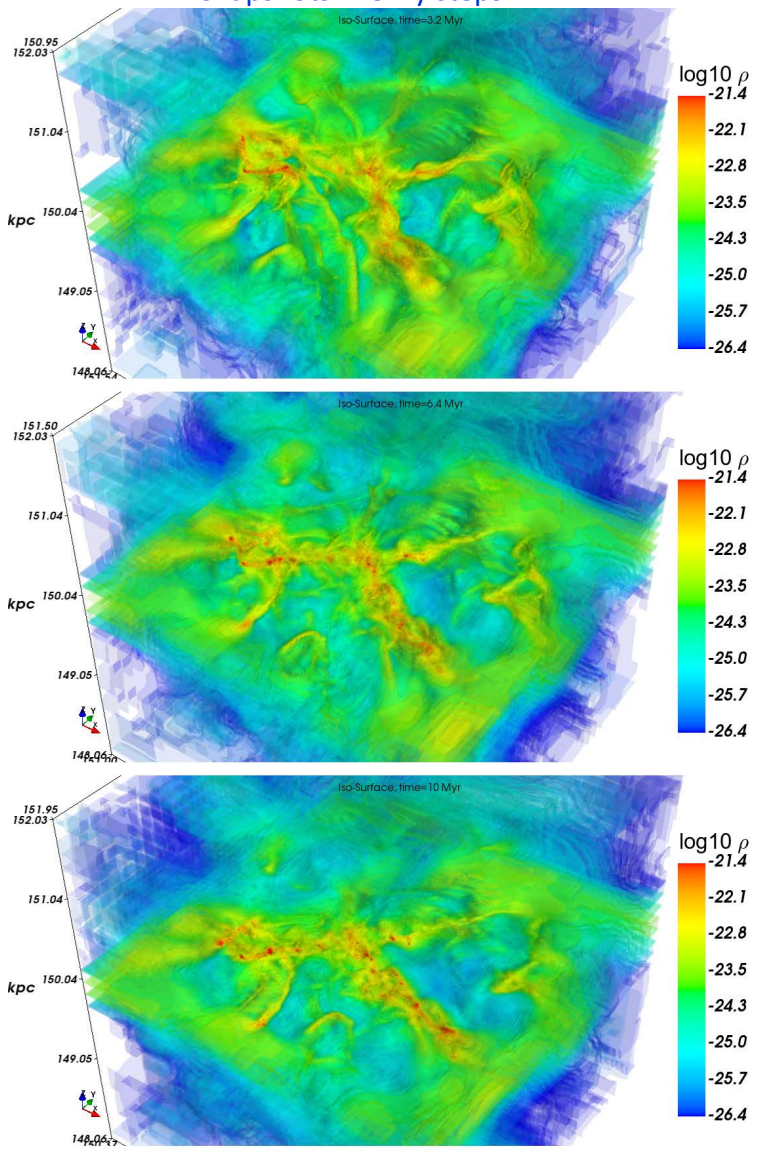 Iso-Surface, time=3.2 Myr
150.95
152.03
151.04
kpc
150.04
149.05
148.06
Z
Y
X
log10 ρ
-21.4
-22.1
-22.8
-23.5
-24.3
-25.0
-25.7
-26.4
Iso-Surface, time=6.4 Myr
151.50
152.03
151.04
kpc
150.04
149.05
148.06
Z
Y
X
log10 ρ
-21.4
-22.1
-22.8
-23.5
-24.3
-25.0
-25.7
-26.4
Iso-Surface, time=10 Myr
151.95
152.03
151.04
kpc
150.04
149.05
148.06
Z
Y
X
log10 ρ
-21.4
-22.1
-22.8
-23.5
-24.3
-25.0
-25.7
-26.4